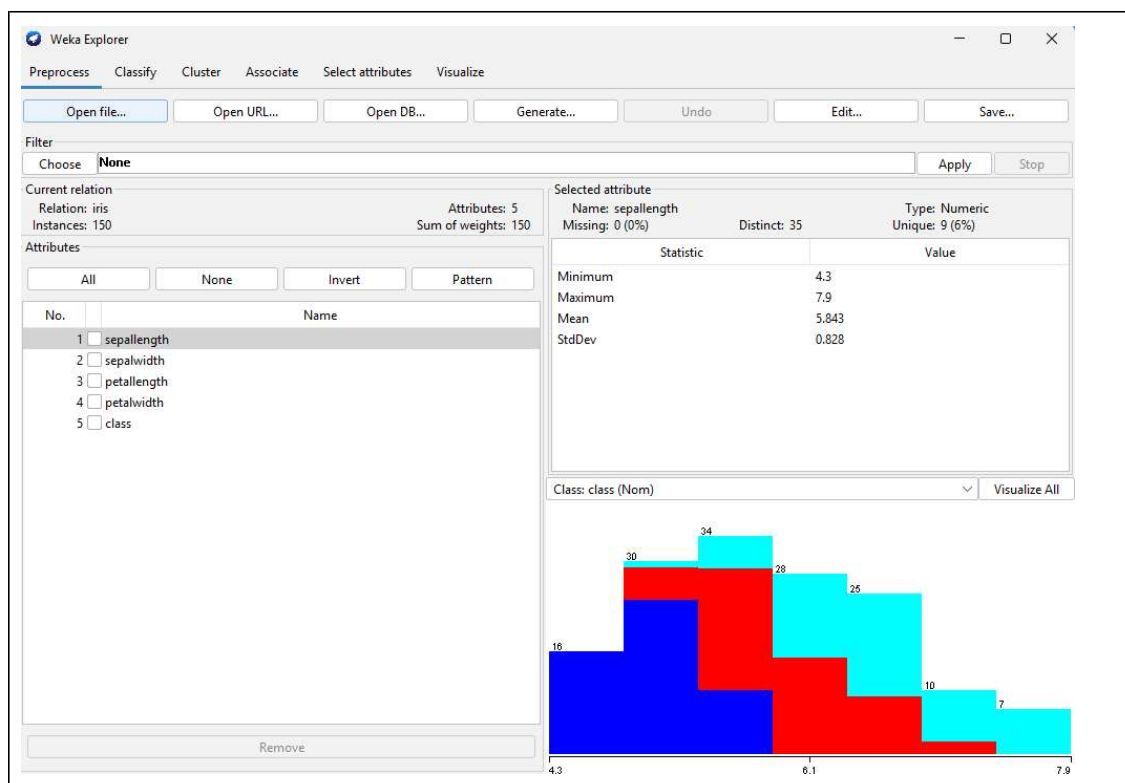 Weka Explorer
Preprocess Classify Cluster Associate Select attributes Visualize
Open file... Open URL... Open DB... Generate... Undo Edit... Save...
Filter
Choose None Apply Stop
Current relation
Relation: iris Attributes: 5
Instances: 150 Sum of weights: 150
Attributes
All None Invert Pattern
No. Name
1 sepallength
2 sepalwidth
3 petallength
4 petalwidth
5 class
Remove
Selected attribute
Name: sepallength Type: Numeric
Missing: 0 (0%) Distinct: 35 Unique: 9 (6%)
Statistic Value
Minimum 4.3
Maximum 7.9
Mean 5.843
StdDev 0.828
Class: class (Nom) Visualize All
16 30 34 28 25 10 7
4.3 6.1 7.9